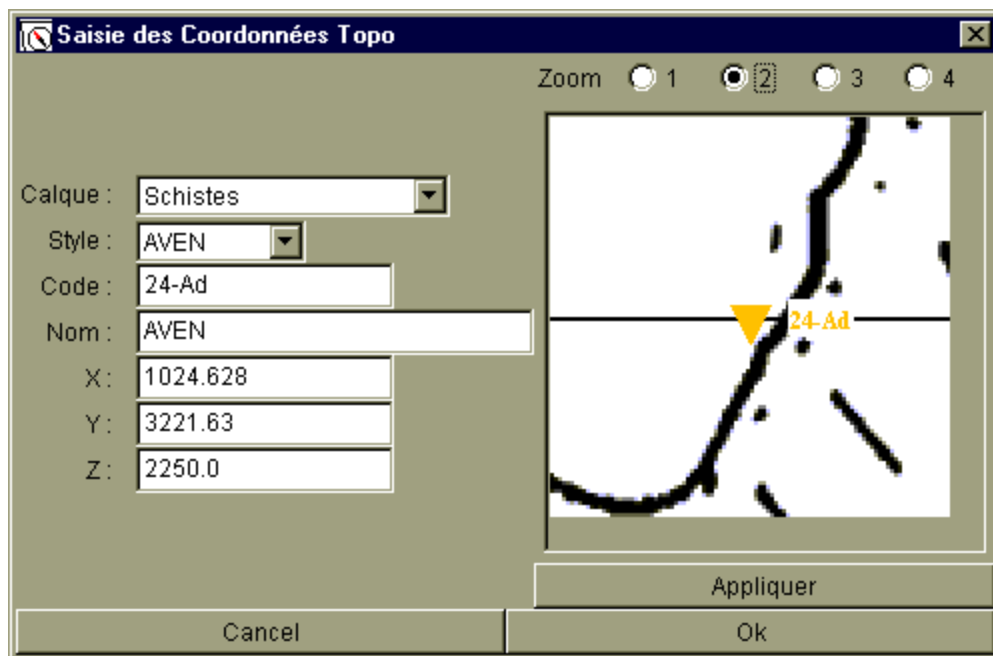 Saisie des Coordonnées Topo
Zoom 1 2 3 4
Calque : Schistes
Style : AVEN
Code : 24-Ad
Nom : AVEN
X : 1024.628
Y : 3221.63
Z : 2250.0
24-Ad
Appliquer
Cancel Ok